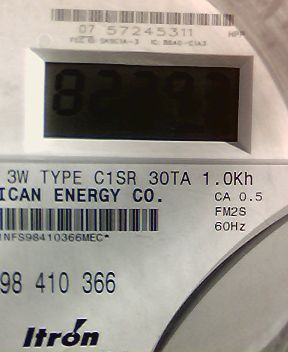 07 57245311
3W TYPE C1SR 30TA 1.0Kh
ICAN ENERGY CO.
CA 0.5
FM2S
60Hz
1NFS98410366MEC*
98 410 366
Itron